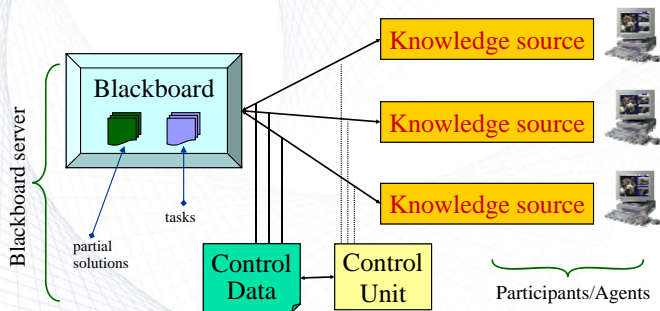 Blackboard server
Blackboard
partial
solutions
tasks
Control
Data
Control
Unit
Knowledge source
Knowledge source
Knowledge source
Participants/Agents